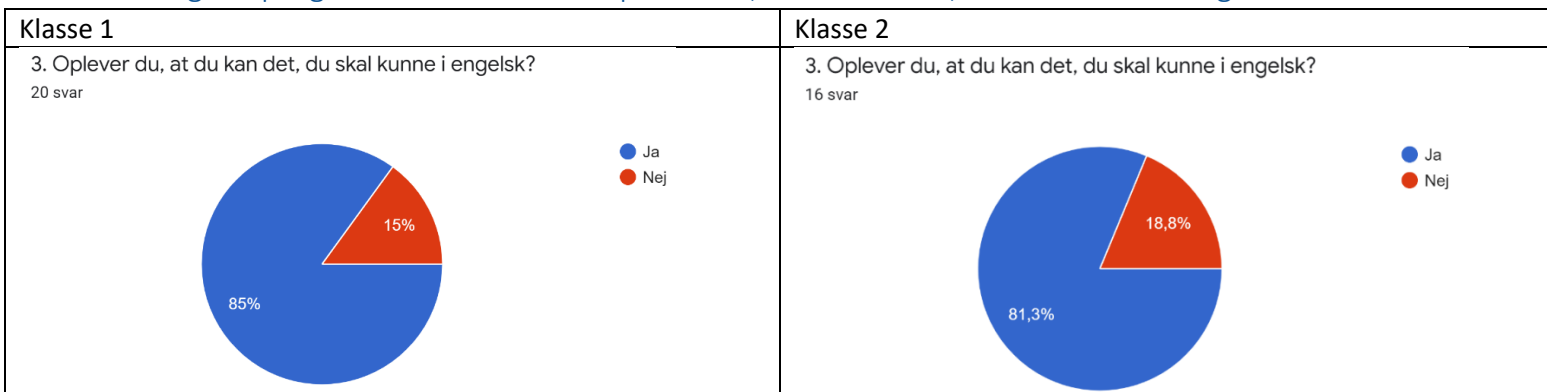 Klasse 1
3. Oplever du, at du kan det, du skal kunne i engelsk?
20 svar
Ja
Nej
15%
85%
Klasse 2
3. Oplever du, at du kan det, du skal kunne i engelsk?
16 svar
Ja
Nej
18,8%
81,3%